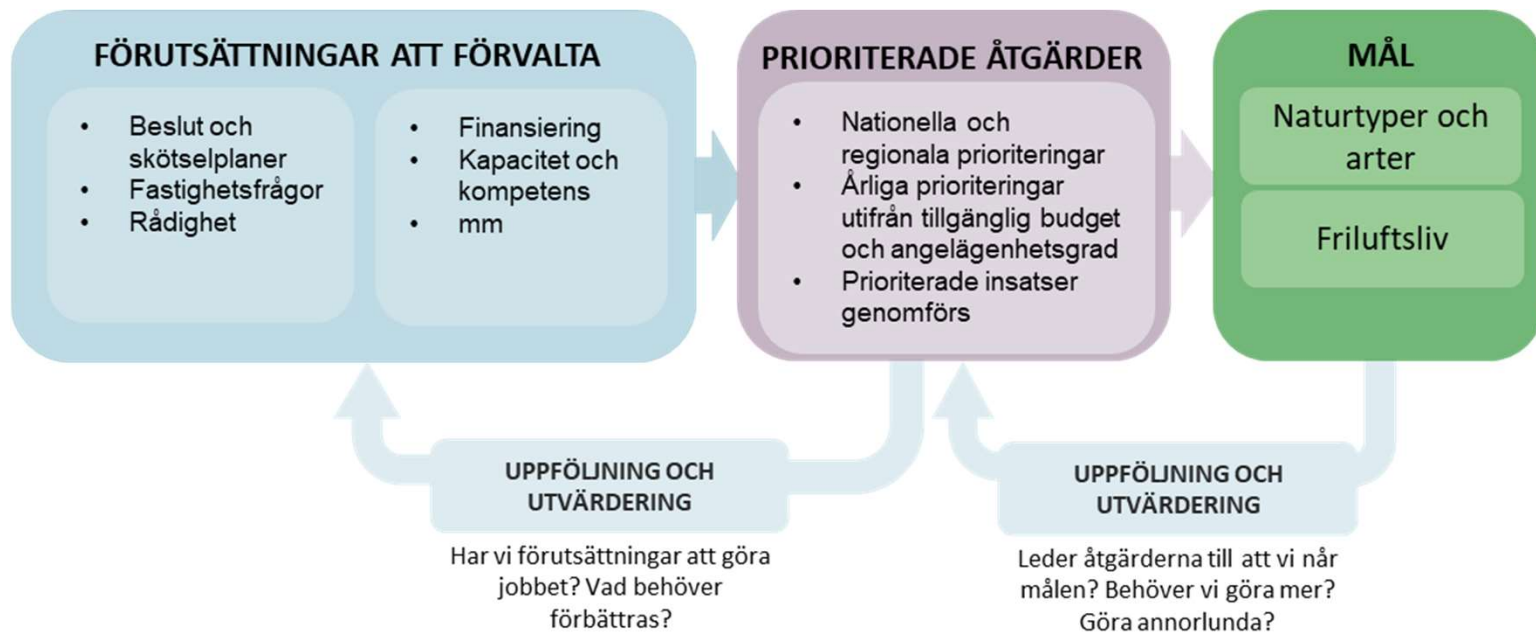 FÖRUTSÄTTNINGAR ATT FÖRVALTA
• Beslut och
skötselplaner
• Fastighetsfrågor
• Rådighet
• Finansiering
• Kapacitet och
kompetens
• mm
PRIORITERADE ÅTGÄRDER
• Nationella och
regionala prioriteringar
• Årliga prioriteringar
utifrån tillgänglig budget
och angelägenhetsgrad
• Prioriterade insatser
genomförs
MÅL
Naturtyper och
arter
Friluftsliv
UPPFÖLJNING OCH
UTVÄRDERING
Har vi förutsättningar att göra
jobbet? Vad behöver
förbättras?
UPPFÖLJNING OCH
UTVÄRDERING
Leder åtgärderna till att vi når
målen? Behöver vi göra mer?
Göra annorlunda?